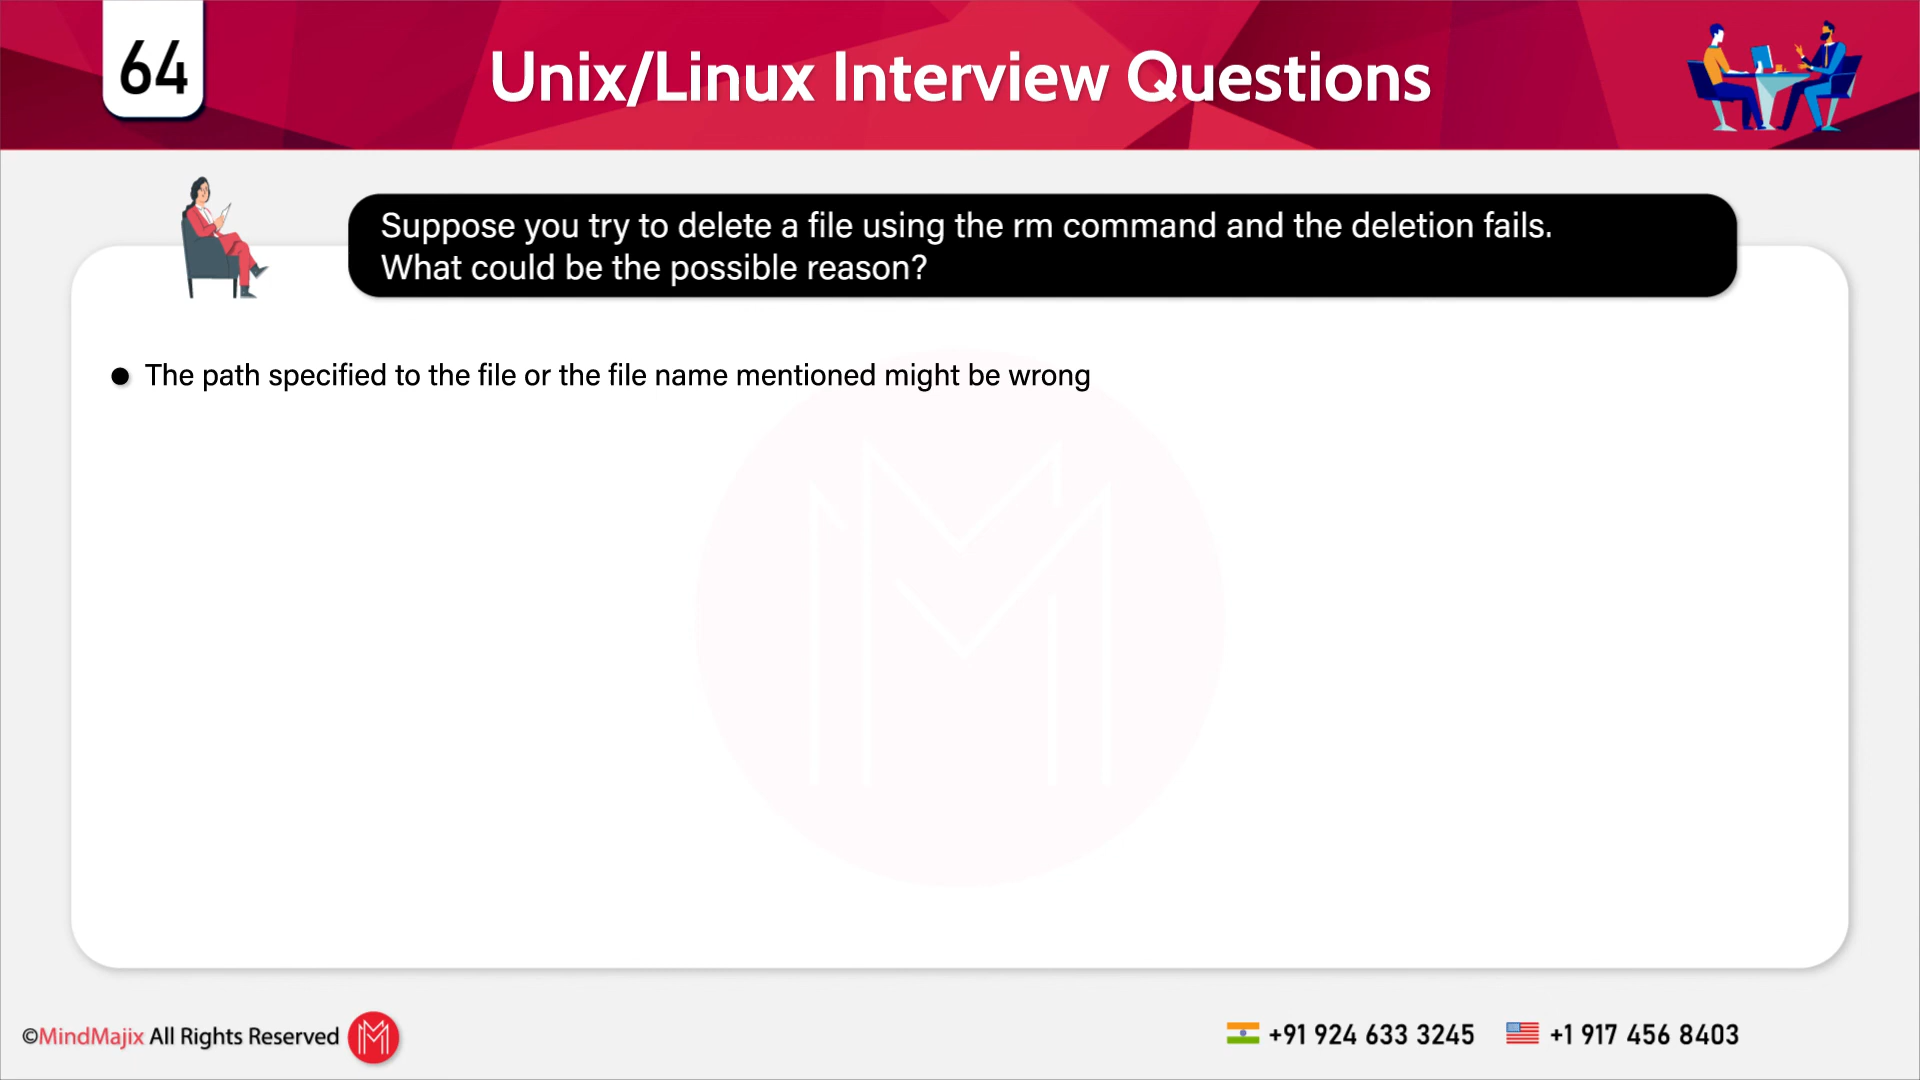 64
Unix/Linux Interview Questions
Suppose you try to delete a file using the rm command and the deletion fails.
What could be the possible reason?
● The path specified to the file or the file name mentioned might be wrong
©MindMajix All Rights Reserved
+91 924 633 3245
+1 917 456 8403